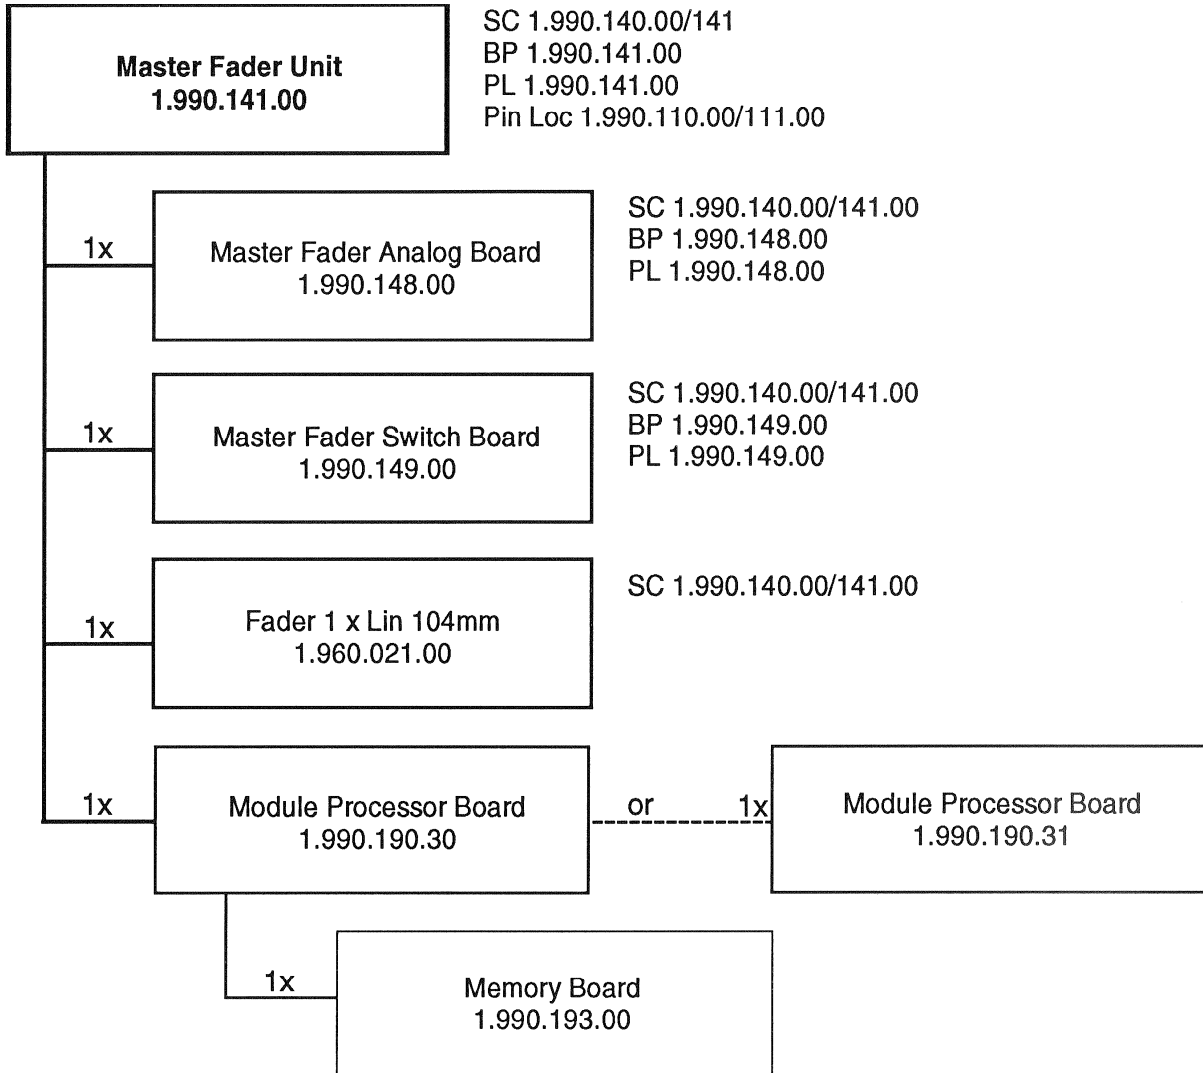 Master Fader Unit
1.990.141.00
SC 1.990.140.00/141
BP 1.990.141.00
PL 1.990.141.00
Pin Loc 1.990.110.00/111.00
1x
Master Fader Analog Board
1.990.148.00
SC 1.990.140.00/141.00
BP 1.990.148.00
PL 1.990.148.00
1x
Master Fader Switch Board
1.990.149.00
SC 1.990.140.00/141.00
BP 1.990.149.00
PL 1.990.149.00
1x
Fader 1 x Lin 104mm
1.960.021.00
SC 1.990.140.00/141.00
1x
Module Processor Board
1.990.190.30
or
1x
Module Processor Board
1.990.190.31
1x
Memory Board
1.990.193.00